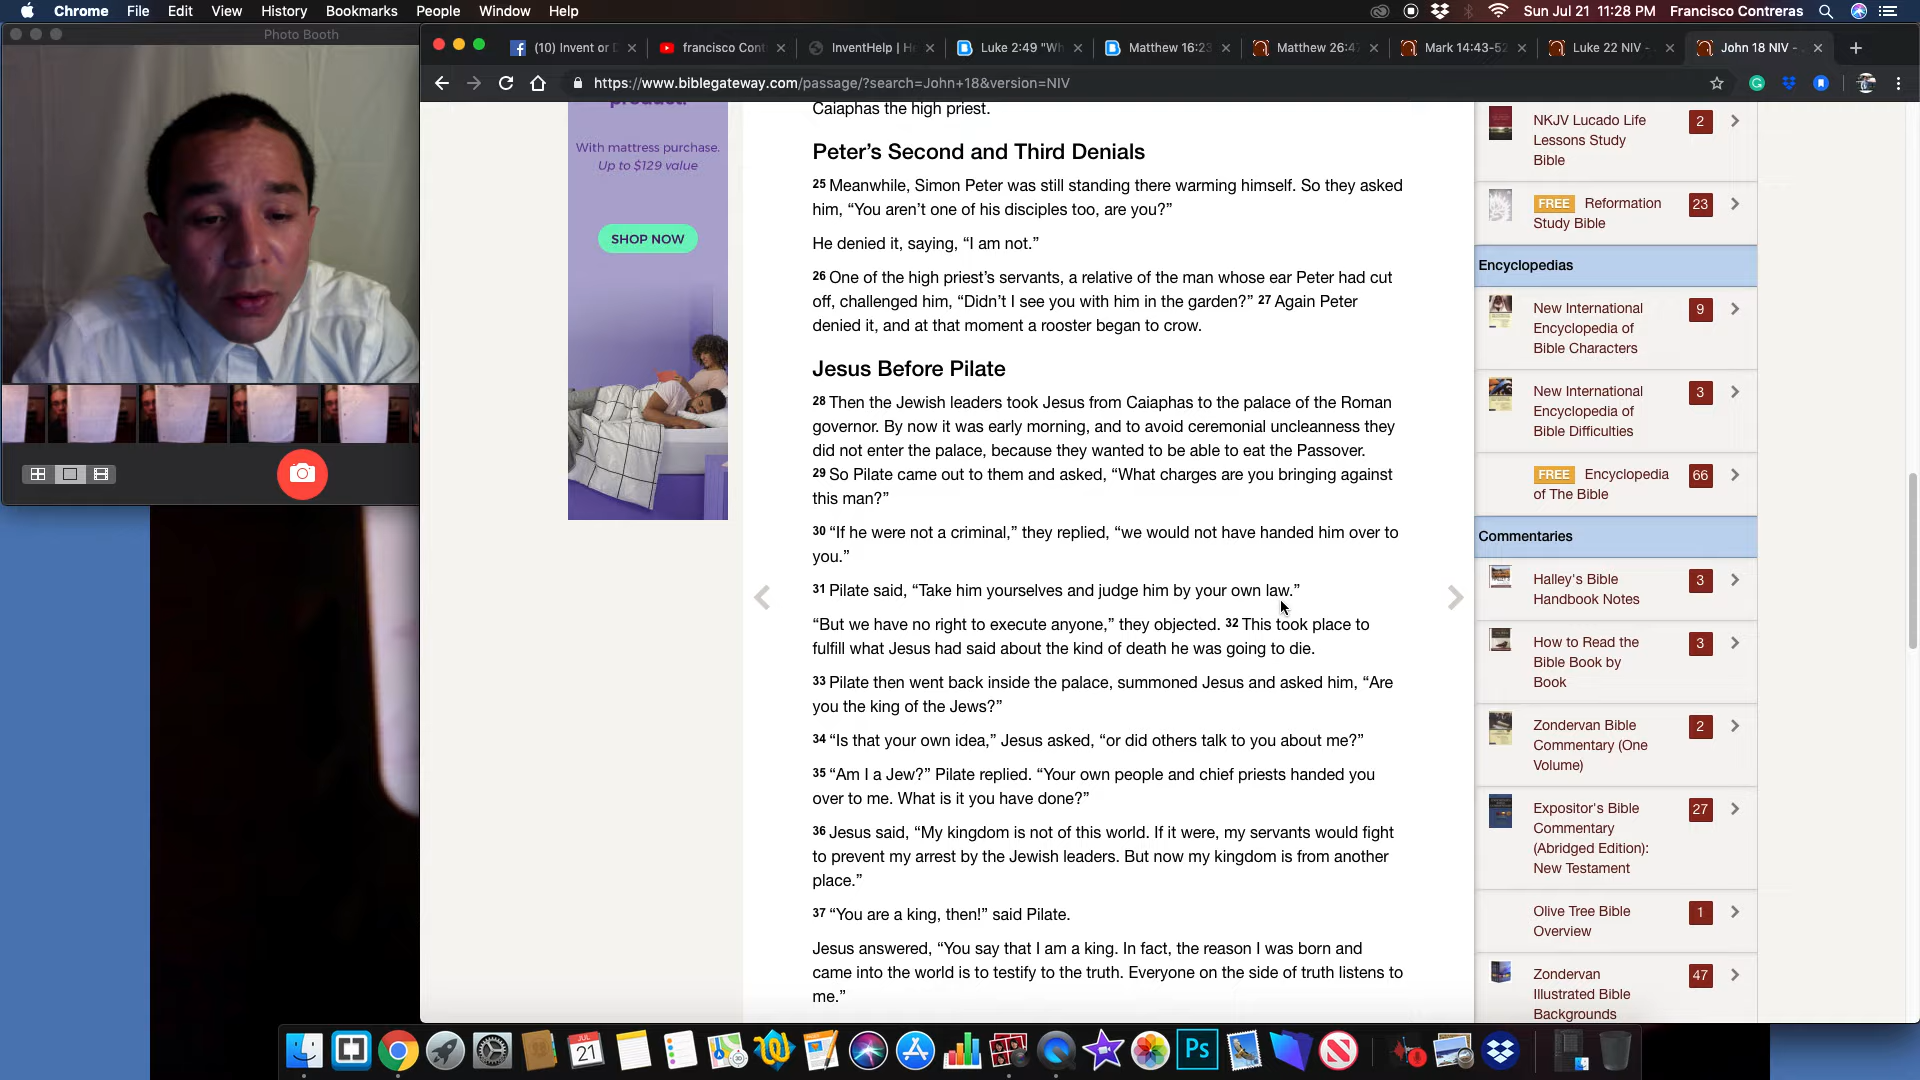 Chrome File Edit View History Bookmarks People Window Help Sun Jul 21 11:28 PM Francisco Contreras
Photo Booth
(10) Invent or D
francisco Cont
InventHelp | He
Luke 2:49 "Wh
Matthew 16:23
Matthew 26:47
Mark 14:43-52
Luke 22 NIV -
John 18 NIV -
https://www.biblegateway.com/passage/?search=John+18&version=NIV
product.
With mattress purchase.
Up to $129 value
SHOP NOW
Caiaphas the high priest.
Peter’s Second and Third Denials
25 Meanwhile, Simon Peter was still standing there warming himself. So they asked
him, “You aren’t one of his disciples too, are you?”
He denied it, saying, “I am not.”
26 One of the high priest’s servants, a relative of the man whose ear Peter had cut
off, challenged him, “Didn’t I see you with him in the garden?” 27 Again Peter
denied it, and at that moment a rooster began to crow.
Jesus Before Pilate
28 Then the Jewish leaders took Jesus from Caiaphas to the palace of the Roman
governor. By now it was early morning, and to avoid ceremonial uncleanness they
did not enter the palace, because they wanted to be able to eat the Passover.
29 So Pilate came out to them and asked, “What charges are you bringing against
this man?”
30 “If he were not a criminal,” they replied, “we would not have handed him over to
you.”
31 Pilate said, “Take him yourselves and judge him by your own law.”
“But we have no right to execute anyone,” they objected. 32 This took place to
fulfill what Jesus had said about the kind of death he was going to die.
33 Pilate then went back inside the palace, summoned Jesus and asked him, “Are
you the king of the Jews?”
34 “Is that your own idea,” Jesus asked, “or did others talk to you about me?”
35 “Am I a Jew?” Pilate replied. “Your own people and chief priests handed you
over to me. What is it you have done?”
36 Jesus said, “My kingdom is not of this world. If it were, my servants would fight
to prevent my arrest by the Jewish leaders. But now my kingdom is from another
place.”
37 “You are a king, then!” said Pilate.
Jesus answered, “You say that I am a king. In fact, the reason I was born and
came into the world is to testify to the truth. Everyone on the side of truth listens to
me.”
NKJV Lucado Life 2
Lessons Study
Bible
FREE Reformation 23
Study Bible
Encyclopedias
New International 9
Encyclopedia of
Bible Characters
New International 3
Encyclopedia of
Bible Difficulties
FREE Encyclopedia 66
of The Bible
Commentaries
Halley's Bible 3
Handbook Notes
How to Read the 3
Bible Book by
Book
Zondervan Bible 2
Commentary (One
Volume)
Expositor's Bible 27
Commentary
(Abridged Edition):
New Testament
Olive Tree Bible 1
Overview
Zondervan 47
Illustrated Bible
Backgrounds
JUL
21
Ps